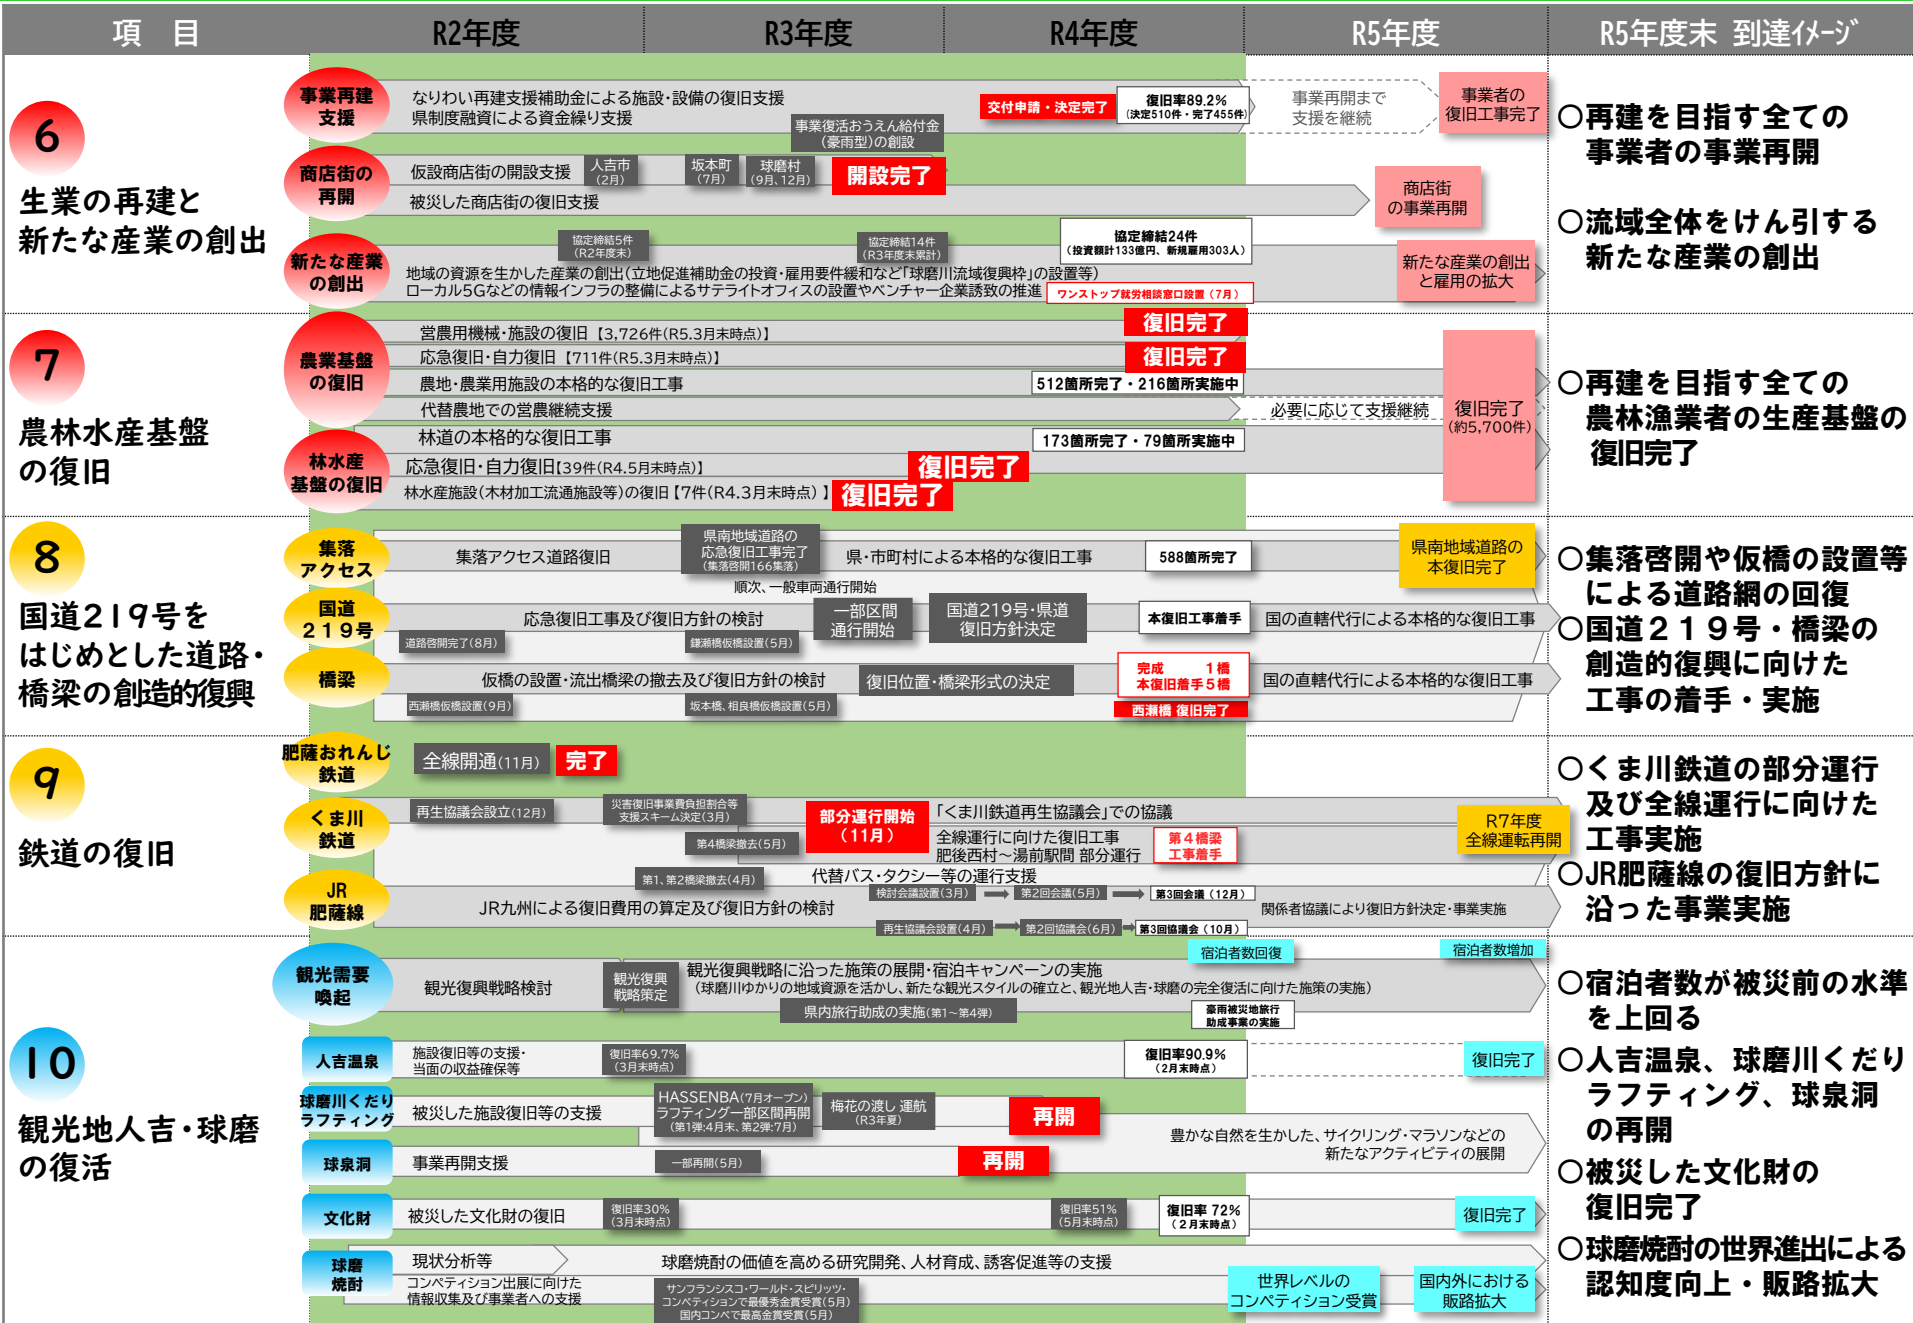 項　目
R2年度
R3年度
R4年度
R5年度
R5年度末 到達イメージ
6
生業の再建と
新たな産業の創出
事業再建
支援
なりわい再建支援補助金による施設・設備の復旧支援
県制度融資による資金繰り支援
事業復活おうえん給付金
（豪雨型）の創設
交付申請・決定完了
復旧率89.2%
（決定510件・完了455件）
事業再開まで
支援を継続
事業者の
復旧工事完了
商店街の
再開
仮設商店街の開設支援
人吉市
（2月）
坂本町
（7月）
球磨村
（9月、12月）
開設完了
被災した商店街の復旧支援
商店街
の事業再開
新たな産業
の創出
協定締結5件
（R2年度末）
協定締結14件
（R3年度末累計）
協定締結24件
（投資額計133億円、新規雇用303人）
地域の資源を生かした産業の創出（立地促進補助金の投資・雇用要件緩和など「球磨川流域復興枠」の設置等）
ローカル5Gなどの情報インフラの整備によるサテライトオフィスの設置やベンチャー企業誘致の推進
ワンストップ就労相談窓口設置（7月）
新たな産業の創出
と雇用の拡大
○再建を目指す全ての
事業者の事業再開
○流域全体をけん引する
新たな産業の創出
7
農林水産基盤
の復旧
農業基盤
の復旧
営農用機械・施設の復旧【3,726件(R5.3月末時点)】
復旧完了
応急復旧・自力復旧【711件(R5.3月末時点)】
復旧完了
農地・農業用施設の本格的な復旧工事
512箇所完了・216箇所実施中
代替農地での営農継続支援
必要に応じて支援継続
復旧完了
（約5,700件）
林水産
基盤の復旧
林道の本格的な復旧工事
173箇所完了・79箇所実施中
応急復旧・自力復旧【39件(R4.5月末時点)】
復旧完了
林水産施設(木材加工流通施設等)の復旧【7件(R4.3月末時点) 】
復旧完了
○再建を目指す全ての
農林漁業者の生産基盤の
復旧完了
8
国道219号を
はじめとした道路・
橋梁の創造的復興
集落
アクセス
集落アクセス道路復旧
県南地域道路の
応急復旧工事完了
（集落啓開166集落）
県・市町村による本格的な復旧工事
588箇所完了
県南地域道路の
本復旧完了
順次、一般車両通行開始
国道
２１９号
応急復旧工事及び復旧方針の検討
一部区間
通行開始
国道219号・県道
復旧方針決定
本復旧工事着手
国の直轄代行による本格的な復旧工事
道路啓開完了(8月)
鎌瀬橋仮橋設置(5月)
橋梁
仮橋の設置・流出橋梁の撤去及び復旧方針の検討
復旧位置・橋梁形式の決定
完成　　　１橋
本復旧着手５橋
国の直轄代行による本格的な復旧工事
西瀬橋仮橋設置(9月)
坂本橋、相良橋仮橋設置(5月)
西瀬橋 復旧完了
○集落啓開や仮橋の設置等
による道路網の回復
○国道２１９号・橋梁の
創造的復興に向けた
工事の着手・実施
9
鉄道の復旧
肥薩おれんじ
鉄道
全線開通(11月)
完了
くま川
鉄道
再生協議会設立(12月)
災害復旧事業費負担割合等
支援スキーム決定(3月)
部分運行開始
（11月）
「くま川鉄道再生協議会」での協議
第4橋梁撤去(5月)
全線運行に向けた復旧工事
肥後西村～湯前駅間 部分運行
第４橋梁
工事着手
R7年度
全線運転再開
第1、第2橋梁撤去(4月)
代替バス・タクシー等の運行支援
JR
肥薩線
検討会議設置(3月)
第2回会議(5月)
第3回会議（12月）
JR九州による復旧費用の算定及び復旧方針の検討
関係者協議により復旧方針決定・事業実施
再生協議会設置(4月)
第2回協議会(6月)
第3回協議会（10月）
○くま川鉄道の部分運行
及び全線運行に向けた
工事実施
○JR肥薩線の復旧方針に
沿った事業実施
10
観光地人吉・球磨
の復活
観光需要
喚起
観光復興戦略検討
観光復興
戦略策定
観光復興戦略に沿った施策の展開・宿泊キャンペーンの実施
（球磨川ゆかりの地域資源を活かし、新たな観光スタイルの確立と、観光地人吉・球磨の完全復活に向けた施策の実施）
宿泊者数回復
宿泊者数増加
県内旅行助成の実施(第1～第4弾)
豪雨被災地旅行
助成事業の実施
人吉温泉
施設復旧等の支援・
当面の収益確保等
復旧率69.7%
（3月末時点）
復旧率90.9%
（2月末時点）
復旧完了
球磨川くだり
ラフティング
被災した施設復旧等の支援
HASSENBA(7月オープン)
ラフティング一部区間再開
（第1弾:4月末、第2弾:7月）
梅花の渡し 運航
（R3年夏）
再開
豊かな自然を生かした、サイクリング・マラソンなどの
新たなアクティビティの展開
球泉洞
事業再開支援
一部再開(5月)
再開
文化財
被災した文化財の復旧
復旧率30%
（3月末時点）
復旧率51%
（5月末時点）
復旧率 72%
（２月末時点）
復旧完了
球磨
焼酎
現状分析等
球磨焼酎の価値を高める研究開発、人材育成、誘客促進等の支援
コンペティション出展に向けた
情報収集及び事業者への支援
サンフランシスコ・ワールド・スピリッツ・
コンペティションで最優秀金賞受賞(5月)
国内コンペで最高金賞受賞(5月)
世界レベルの
コンペティション受賞
国内外における
販路拡大
○宿泊者数が被災前の水準
を上回る
○人吉温泉、球磨川くだり
ラフティング、球泉洞
の再開
○被災した文化財の
復旧完了
○球磨焼酎の世界進出による
認知度向上・販路拡大